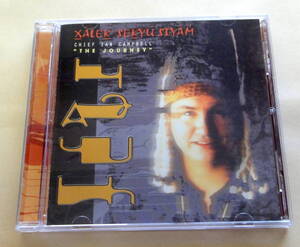 XALEK SEKYU SIYAM
CHIEF IAN CAMPBELL
"THE JOURNEY"